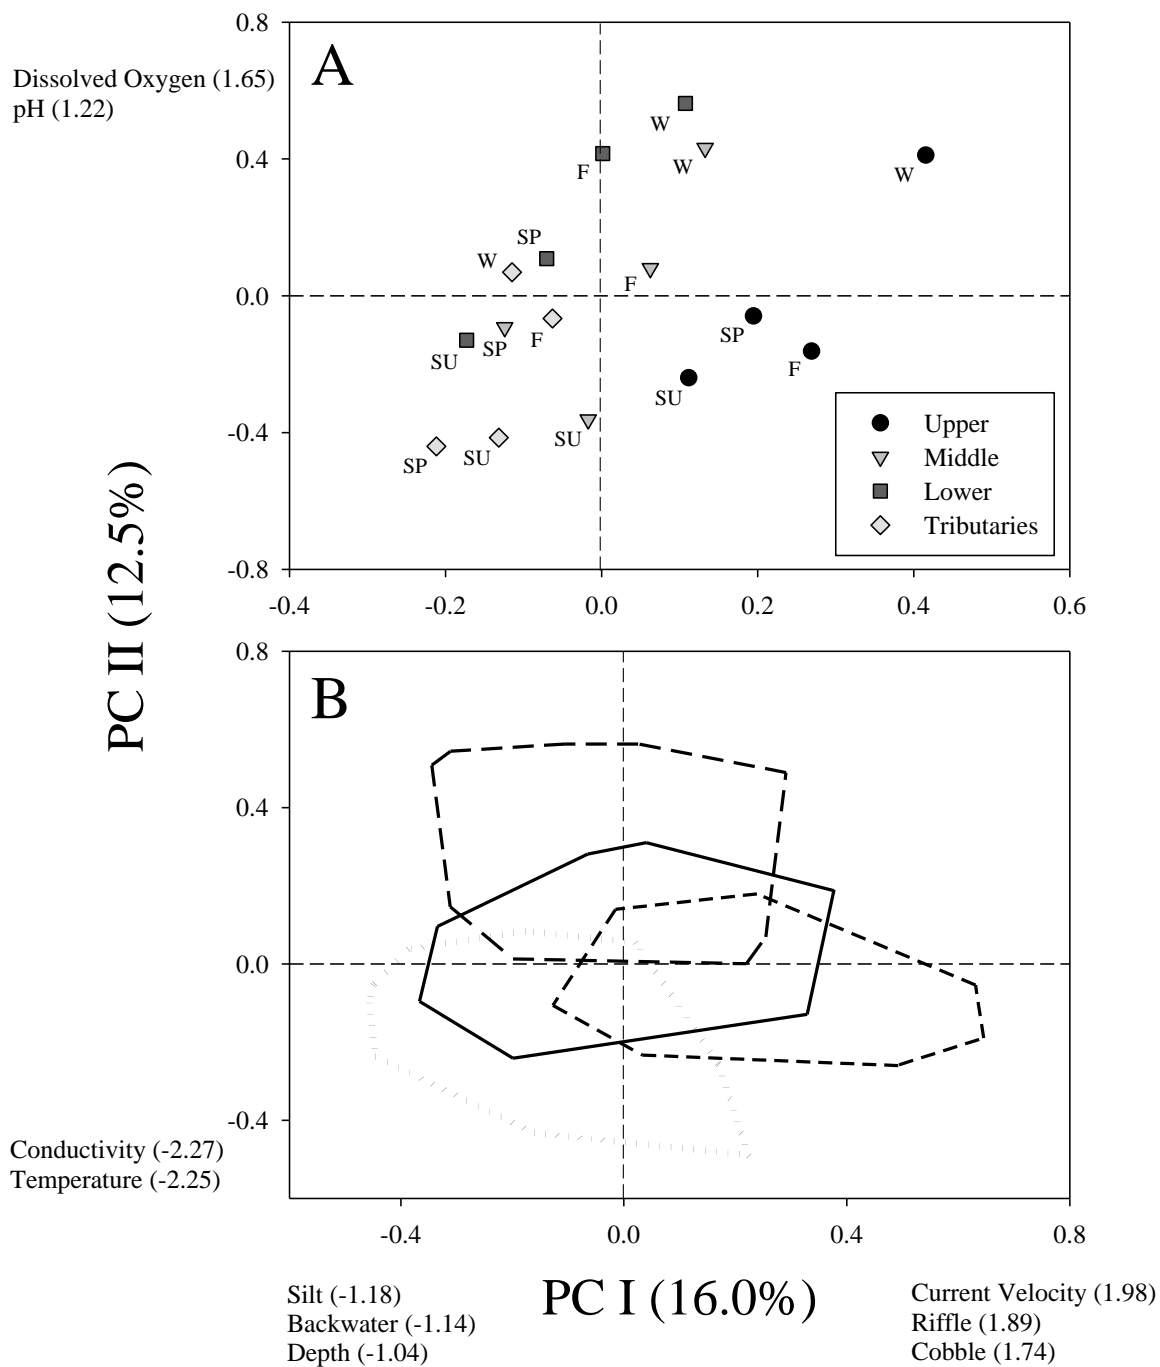 0.8
A
Dissolved Oxygen (1.65)
pH (1.22)
W
0.4
W
F
W
SP
W
F
0.0
SP
F
SU
SP
F
SU
Upper
-0.4
SU
Middle
SP
SU
Lower
Tributaries
-0.8
-0.4
-0.2
0.0
0.2
0.4
0.6
PC II (12.5%)
0.8
B
0.4
0.0
-0.4
Conductivity (-2.27)
Temperature (-2.25)
-0.4
0.0
0.4
0.8
PC I (16.0%)
Silt (-1.18)
Backwater (-1.14)
Depth (-1.04)
Current Velocity (1.98)
Riffle (1.89)
Cobble (1.74)